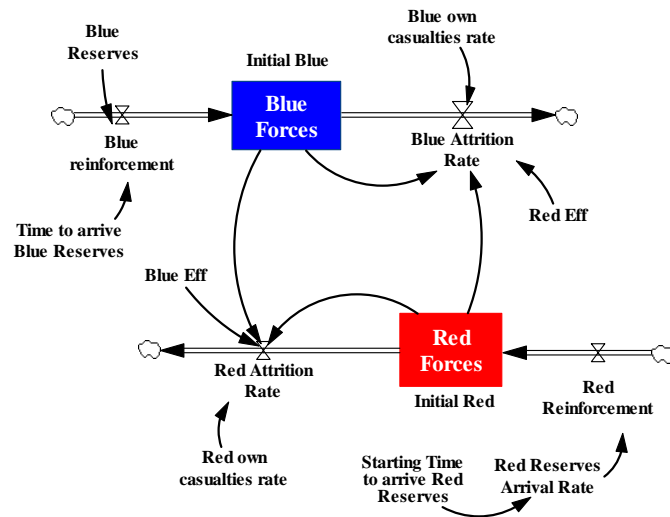 Blue
Reserves
Initial Blue
Blue own
casualties rate
Blue
Forces
Blue
reinforcement
Blue Attrition
Rate
Time to arrive
Blue Reserves
Red Eff
Blue Eff
Red
Forces
Red Attrition
Rate
Initial Red
Red
Reinforcement
Red own
casualties rate
Starting Time
to arrive Red
Reserves
Red Reserves
Arrival Rate